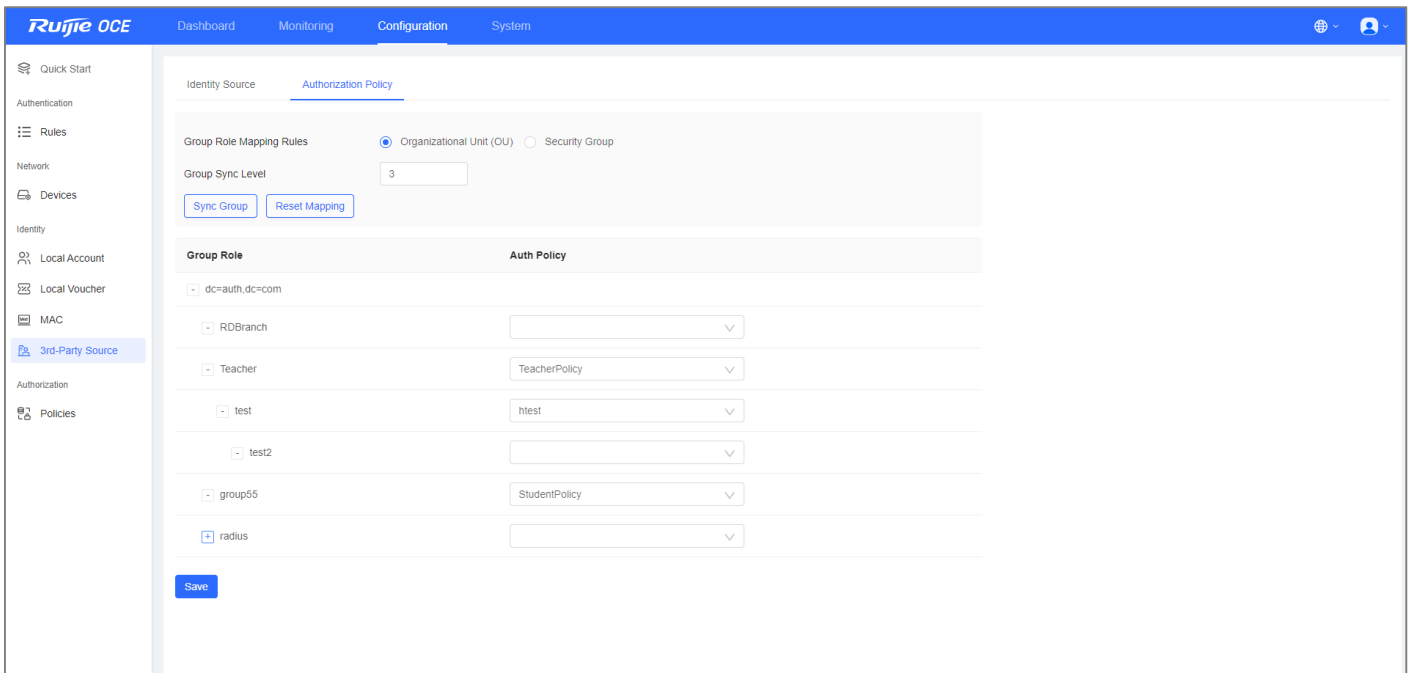 Ruijie OCE Dashboard Monitoring Configuration System
Quick Start
Authentication
Rules
Network
Devices
Identity
Local Account
Local Voucher
MAC
3rd-Party Source
Authorization
Policies
Identity Source Authorization Policy
Group Role Mapping Rules Organizational Unit (OU) Security Group
Group Sync Level 3
Sync Group Reset Mapping
Group Role Auth Policy
- dc=auth,dc=com
- RDBranch
- Teacher TeacherPolicy
- test htest
- test2
- group55 StudentPolicy
+ radius
Save